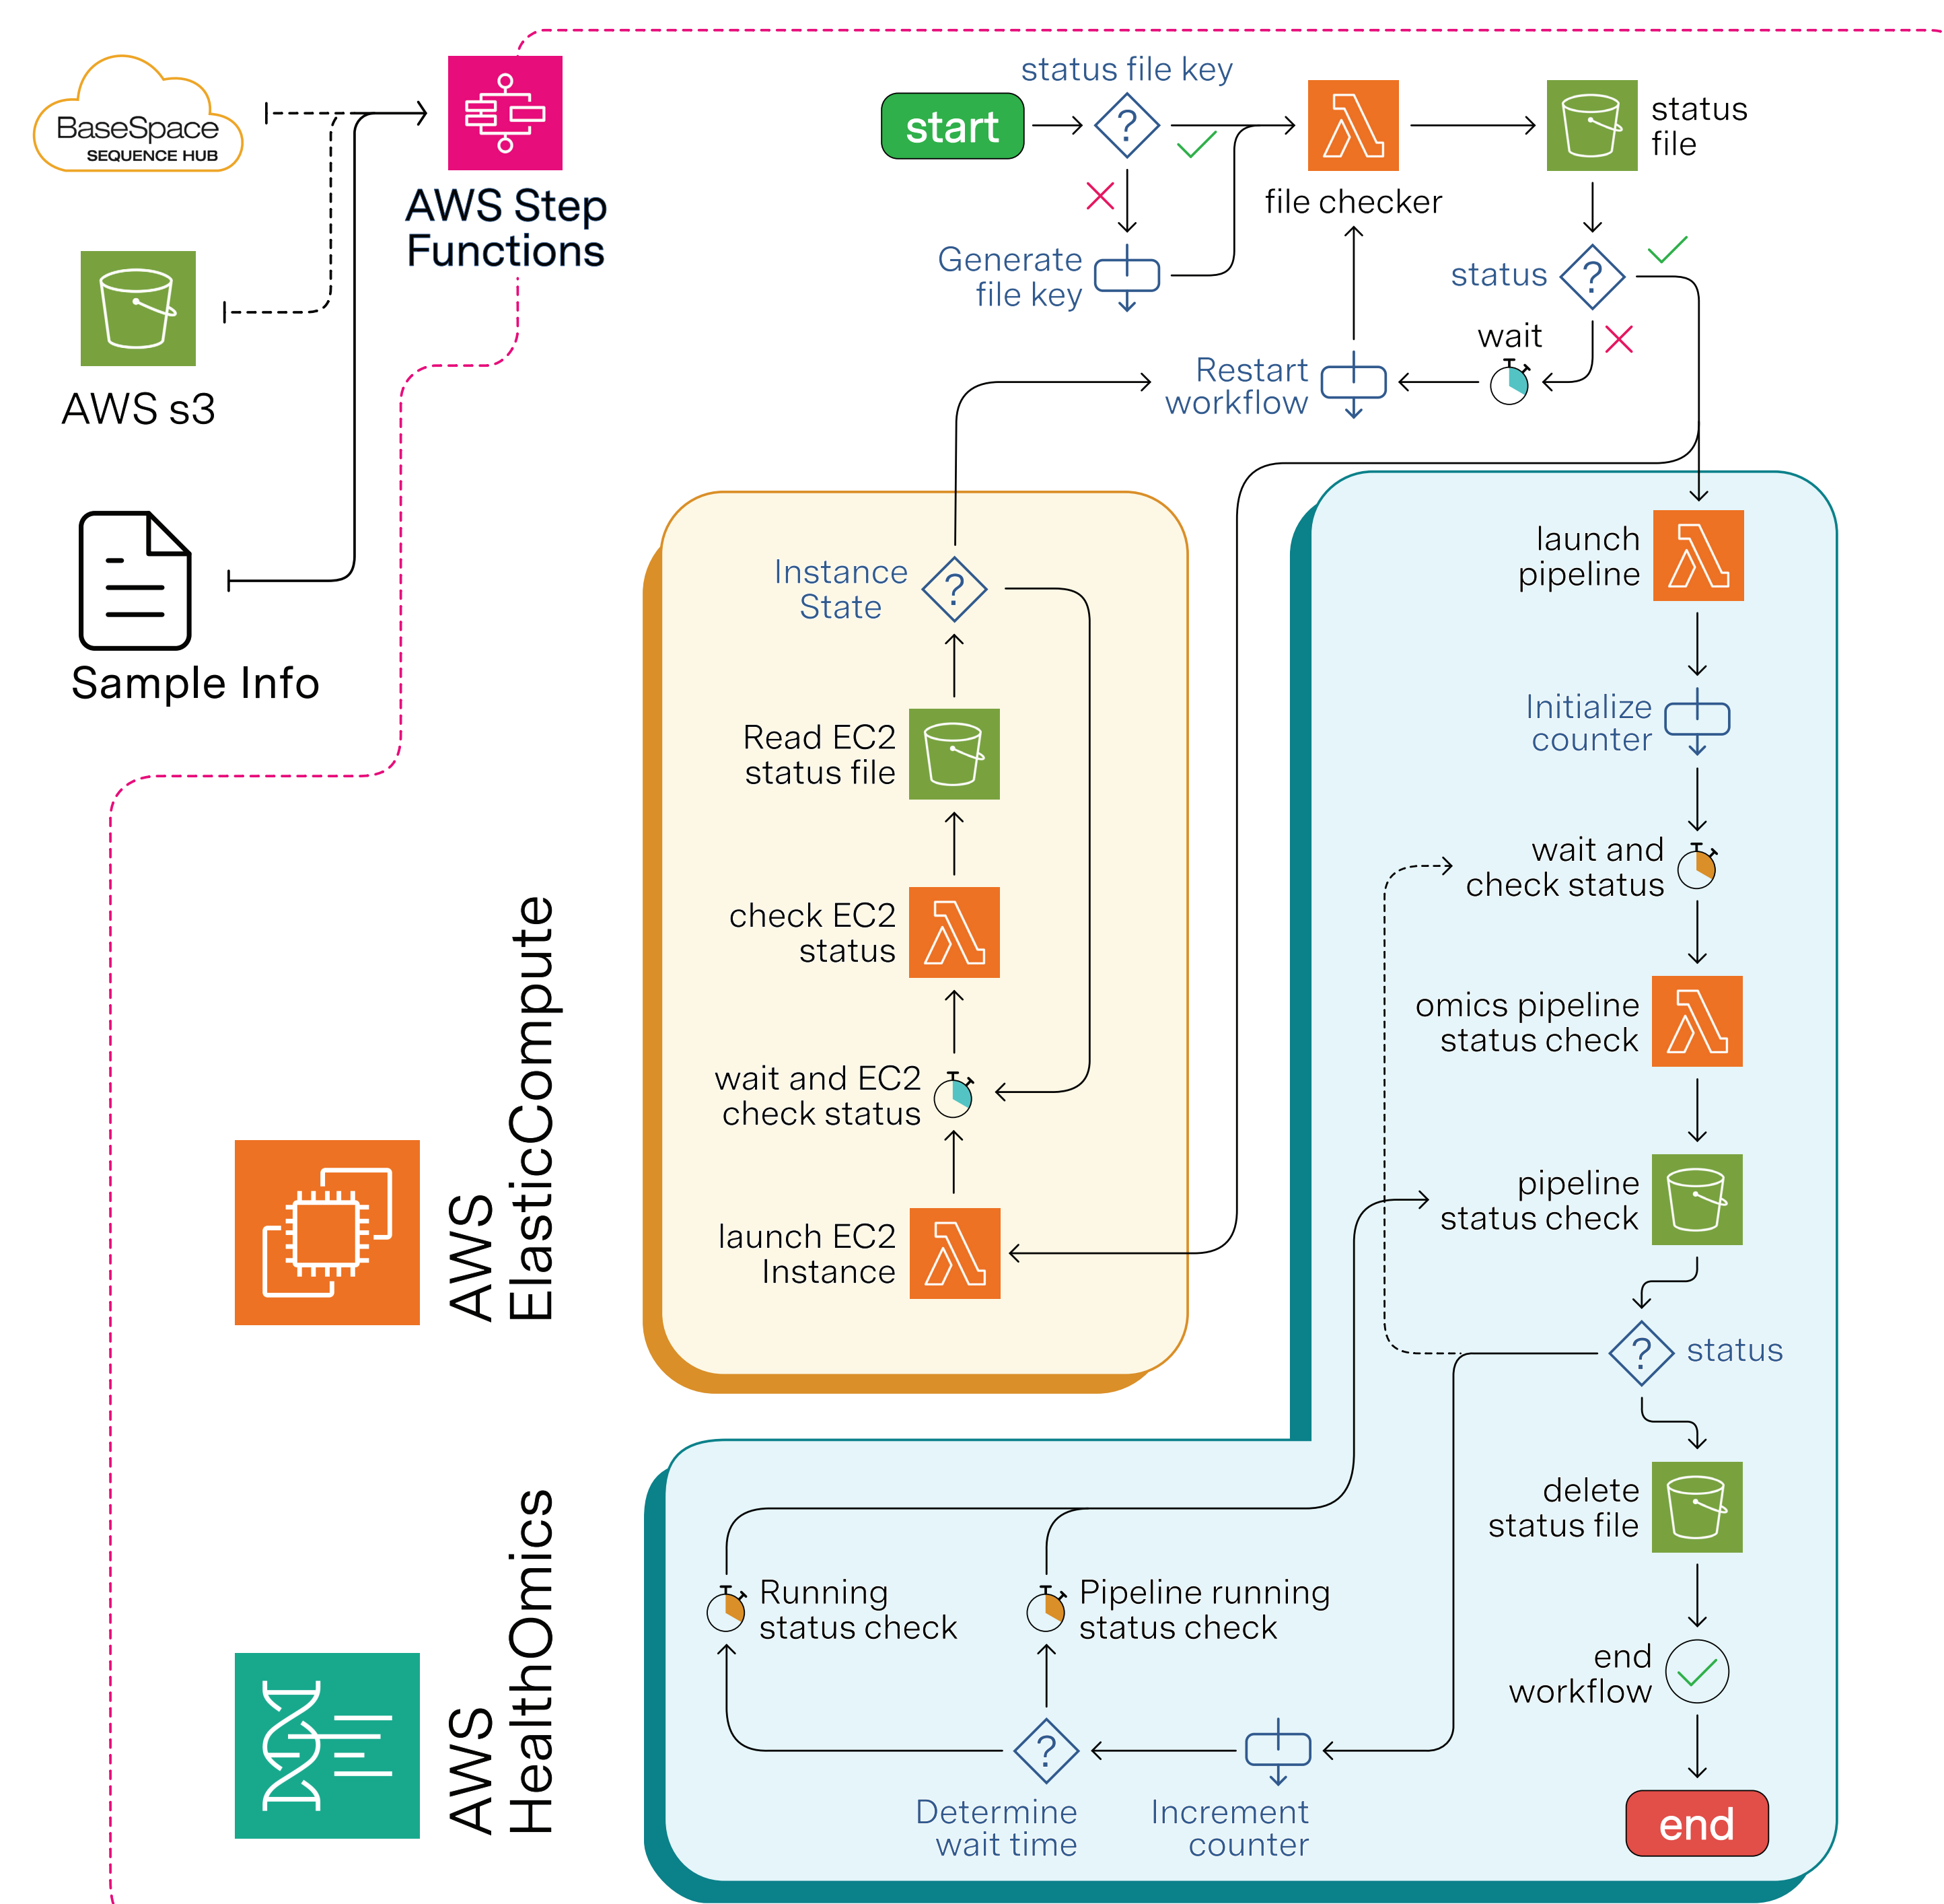 BaseSpace
SEQUENCE HUB
AWS Step
Functions
AWS s3
Sample Info
start
?
status file key
file checker
status
file
Generate
file key
status
?
wait
Restart
workflow
Instance
State
?
Read EC2
status file
check EC2
status
wait and EC2
check status
launch EC2
Instance
AWS
ElasticCompute
launch
pipeline
Initialize
counter
wait and
check status
omics pipeline
status check
pipeline
status check
?
status
delete
status file
end
workflow
end
AWS
HealthOmics
Running
status check
Pipeline running
status check
?
Determine
wait time
Increment
counter